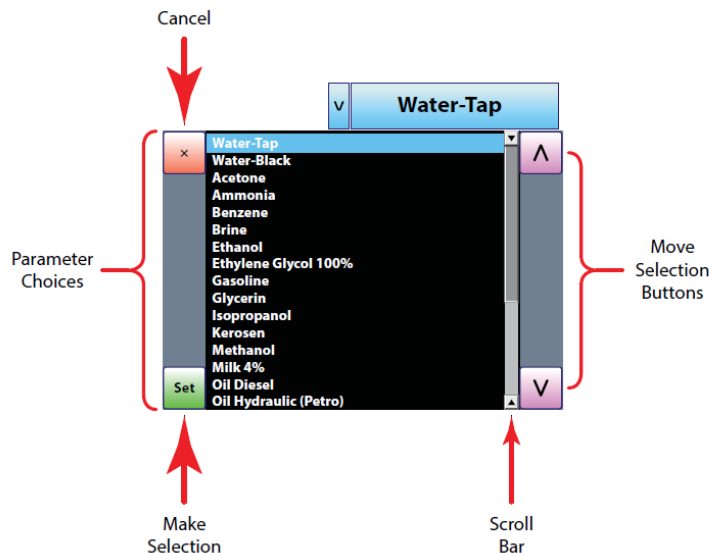 Cancel
v Water-Tap
×
Water-Tap
Water-Black
Acetone
Ammonia
Benzene
Brine
Ethanol
Ethylene Glycol 100%
Gasoline
Glycerin
Isopropanol
Kerosen
Methanol
Milk 4%
Oil Diesel
Oil Hydraulic (Petro)
Set
Λ
V
Parameter
Choices
Move
Selection
Buttons
Make
Selection
Scroll
Bar